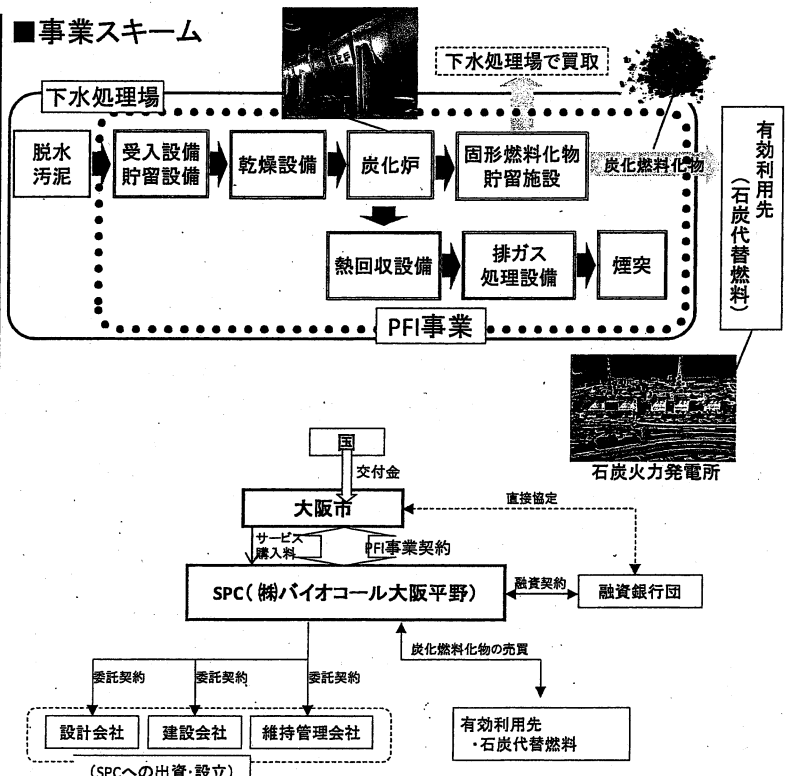 ■事業スキーム
下水処理場で買取
下水処理場
脱水
汚泥
受入設備
貯留設備
乾燥設備
炭化炉
固形燃料化物
貯留施設
炭化燃料化物
有効利用先
（石炭代替燃料）
熱回収設備
排ガス
処理設備
煙突
PFI事業
石炭火力発電所
国
交付金
大阪市
直接協定
サービス
購入料
PFI事業契約
SPC(㈱バイオコール大阪平野)
融資契約
融資銀行団
炭化燃料化物の売買
委託契約
委託契約
委託契約
設計会社
建設会社
維持管理会社
有効利用先
・石炭代替燃料
(SPCへの出資・設立)